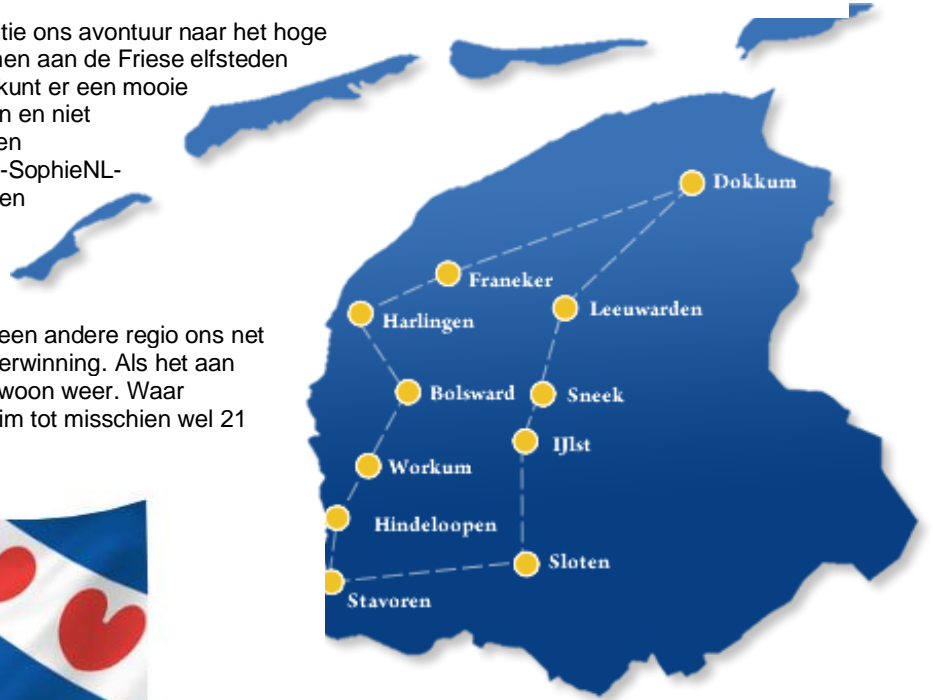 tie ons avontuur naar het hoge
nen aan de Friese elfsteden
kunt er een mooie
n en niet
en
-SophieNL-
en
een andere regio ons net
erwinning. Als het aan
woon weer. Waar
im tot misschien wel 21
Dokkum
Franeker
Leeuwarden
Harlingen
Bolsward
Sneek
IJlst
Workum
Hindeloopen
Sloten
Stavoren